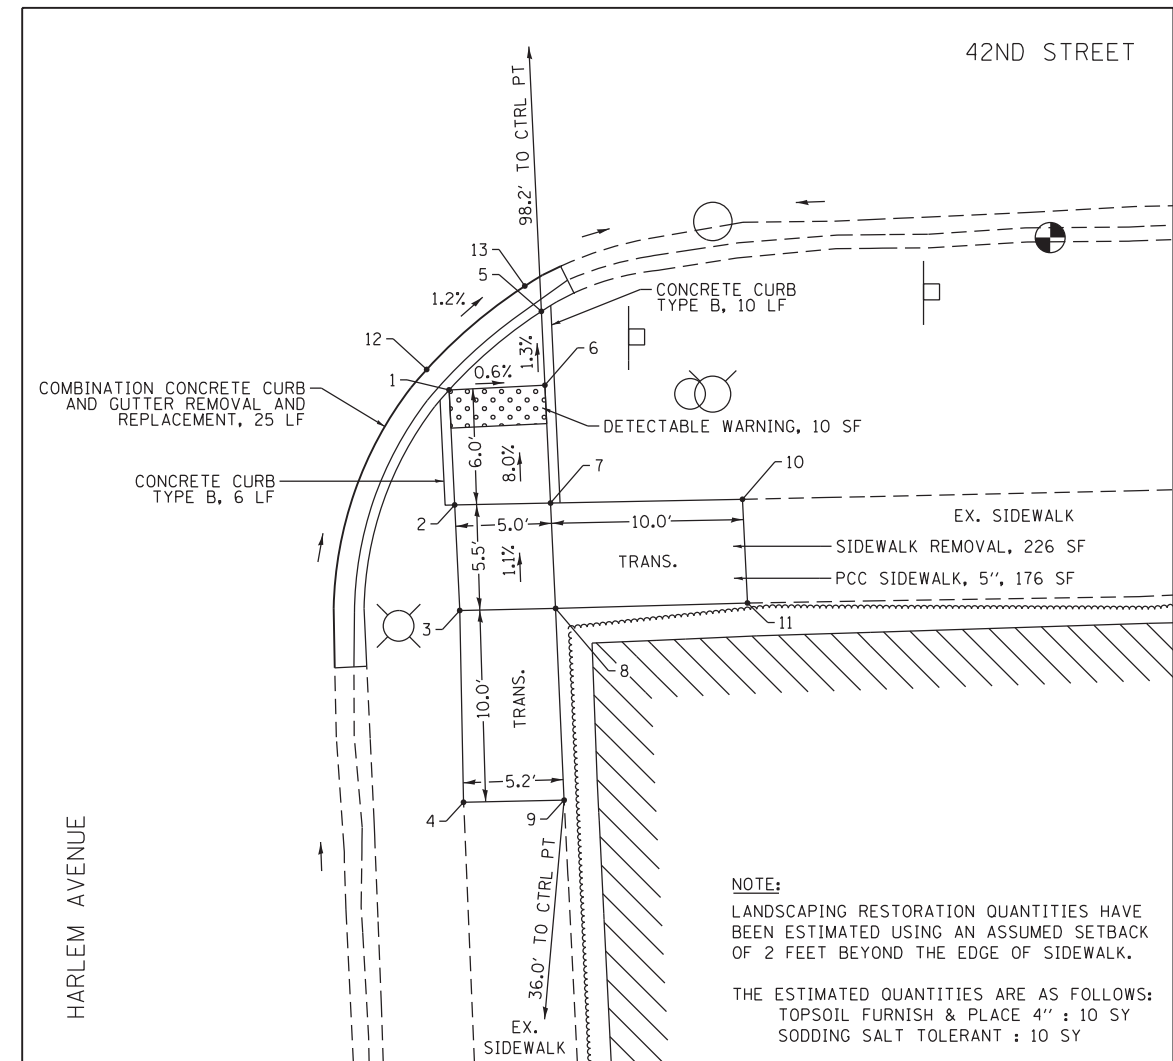 42ND STREET
98.2' TO CTRL PT
13
5
1.2%
CONCRETE CURB
TYPE B, 10 LF
12
1.3%
6
0.6%
1
COMBINATION CONCRETE CURB
AND GUTTER REMOVAL AND
REPLACEMENT, 25 LF
DETECTABLE WARNING, 10 SF
6.0'
8.0%
7
10
CONCRETE CURB
TYPE B, 6 LF
2
5.0'
10.0'
EX. SIDEWALK
5.5'
1.1%
TRANS.
SIDEWALK REMOVAL, 226 SF
PCC SIDEWALK, 5'', 176 SF
3
11
8
10.0'
TRANS.
5.2'
4
9
HARLEM AVENUE
36.0' TO CTRL PT
EX.
SIDEWALK
NOTE:
LANDSCAPING RESTORATION QUANTITIES HAVE
BEEN ESTIMATED USING AN ASSUMED SETBACK
OF 2 FEET BEYOND THE EDGE OF SIDEWALK.
THE ESTIMATED QUANTITIES ARE AS FOLLOWS:
TOPSOIL FURNISH & PLACE 4'' : 10 SY
SODDING SALT TOLERANT : 10 SY